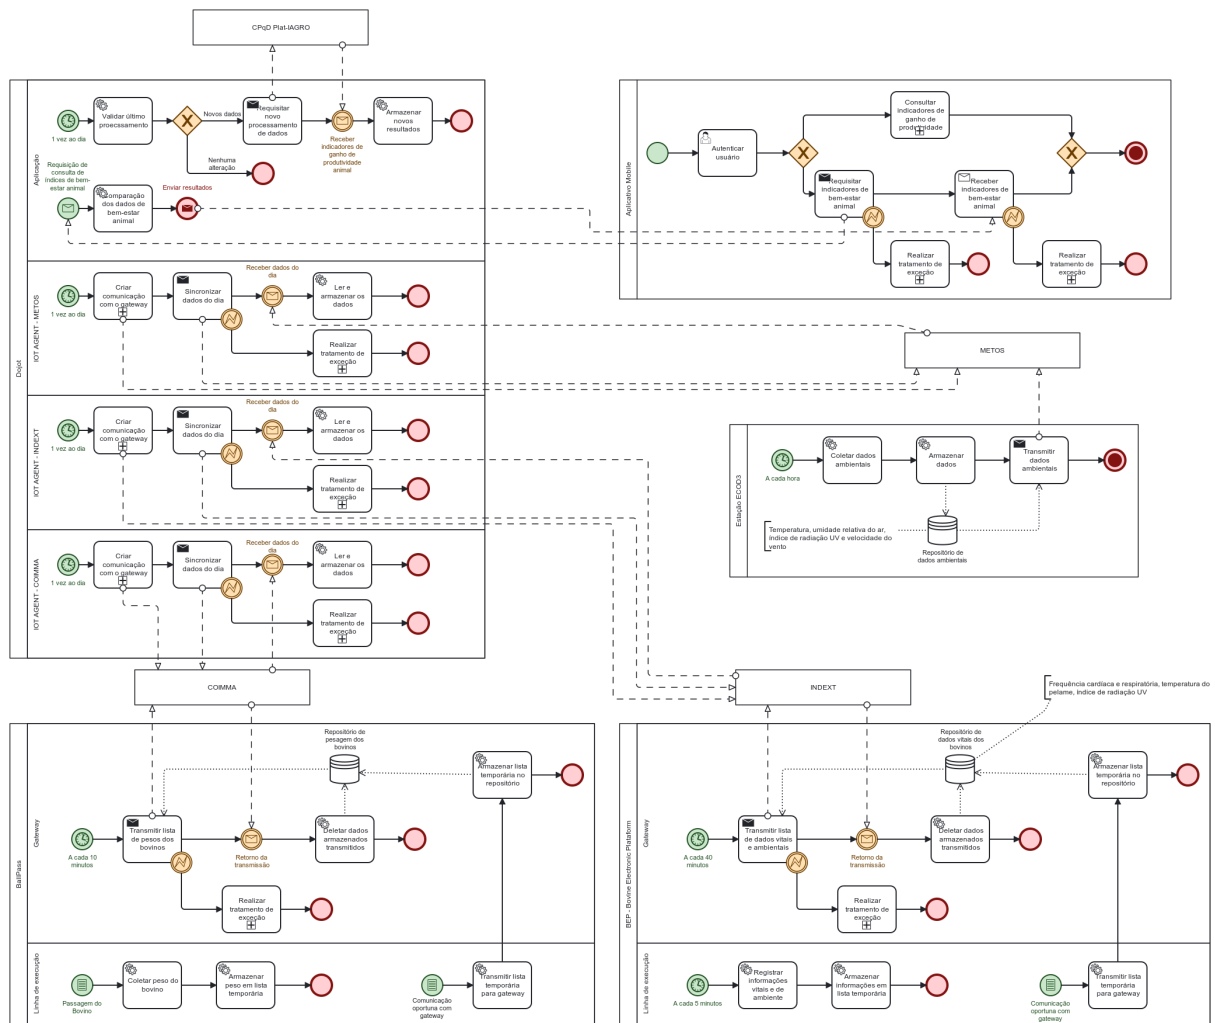 CPqD Plat-IAGRO
Dojot
Aplicação
1 vez ao dia
Validar último
proecssamento
Novos dados
Nenhuma
alteração
Requisitar
novo
processamento
de dados
Receber
indicadores de
ganho de
produtividade
animal
Armazenar
novos
resultados
Requisição de
consulta de
índices de bem-
estar animal
Comparação
dos dados de
bem-estar
animal
Enviar resultados
Aplicativo Mobile
Autenticar
usuário
Consultar
indicadores de
ganho de
produtividade
Requisitar
indicadores de
bem-estar
animal
Receber
indicadores de
bem-estar
animal
Realizar
tratamento de
exceção
Realizar
tratamento de
exceção
IOT AGENT - METOS
1 vez ao dia
Criar
comunicação
com o gateway
Sincronizar
dados do dia
Receber dados do
dia
Ler e
armazenar os
dados
Realizar
tratamento de
exceção
METOS
IOT AGENT - INDEXT
1 vez ao dia
Criar
comunicação
com o gateway
Sincronizar
dados do dia
Receber dados do
dia
Ler e
armazenar os
dados
Realizar
tratamento de
exceção
Estação ECOD3
A cada hora
Coletar dados
ambientais
Armazenar
dados
Transmitir
dados
ambientais
Temperatura, umidade relativa do ar,
índice de radiação UV e velocidade do
vento
Repositório de
dados ambientais
IOT AGENT - COIMMA
1 vez ao dia
Criar
comunicação
com o gateway
Sincronizar
dados do dia
Receber dados do
dia
Ler e
armazenar os
dados
Realizar
tratamento de
exceção
COIMMA
INDEXT
Frequência cardíaca e respiratória, temperatura do
pelame, índice de radiação UV
BalPass
Gateway
A cada 10
minutos
Transmitir lista
de pesos dos
bovinos
Retorno da
transmissão
Repositório de
pesagem dos
bovinos
Deletar dados
armazenados
transmitidos
Armazenar lista
temporária no
repositório
Realizar
tratamento de
exceção
Linha de execução
Passagem do
Bovino
Coletar peso do
bovino
Armazenar
peso em lista
temporária
Comunicação
oportuna com
gateway
Transmitir lista
temporária
para gateway
BEP - Bovine Electronic Plataform
Gateway
A cada 40
minutos
Transmitir lista
de dados vitais
e ambientais
Retorno da
transmissão
Repositório de
dados vitais dos
bovinos
Deletar dados
armazenados
transmitidos
Armazenar lista
temporária no
repositório
Realizar
tratamento de
exceção
Linha de execução
A cada 5 minutos
Registrar
informações
vitais e de
ambiente
Armazenar
informações em
lista temporária
Comunicação
oportuna com
gateway
Transmitir lista
temporária
para gateway